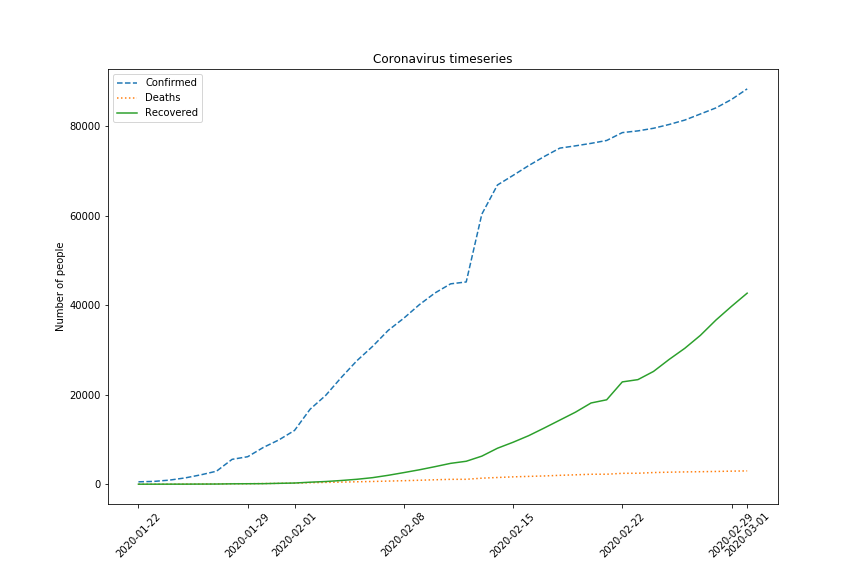 Coronavirus timeseries
Confirmed
Deaths
Recovered
Number of people
80000
60000
40000
20000
0
2020-01-22
2020-01-29
2020-02-01
2020-02-08
2020-02-15
2020-02-22
2020-02-29
2020-03-01